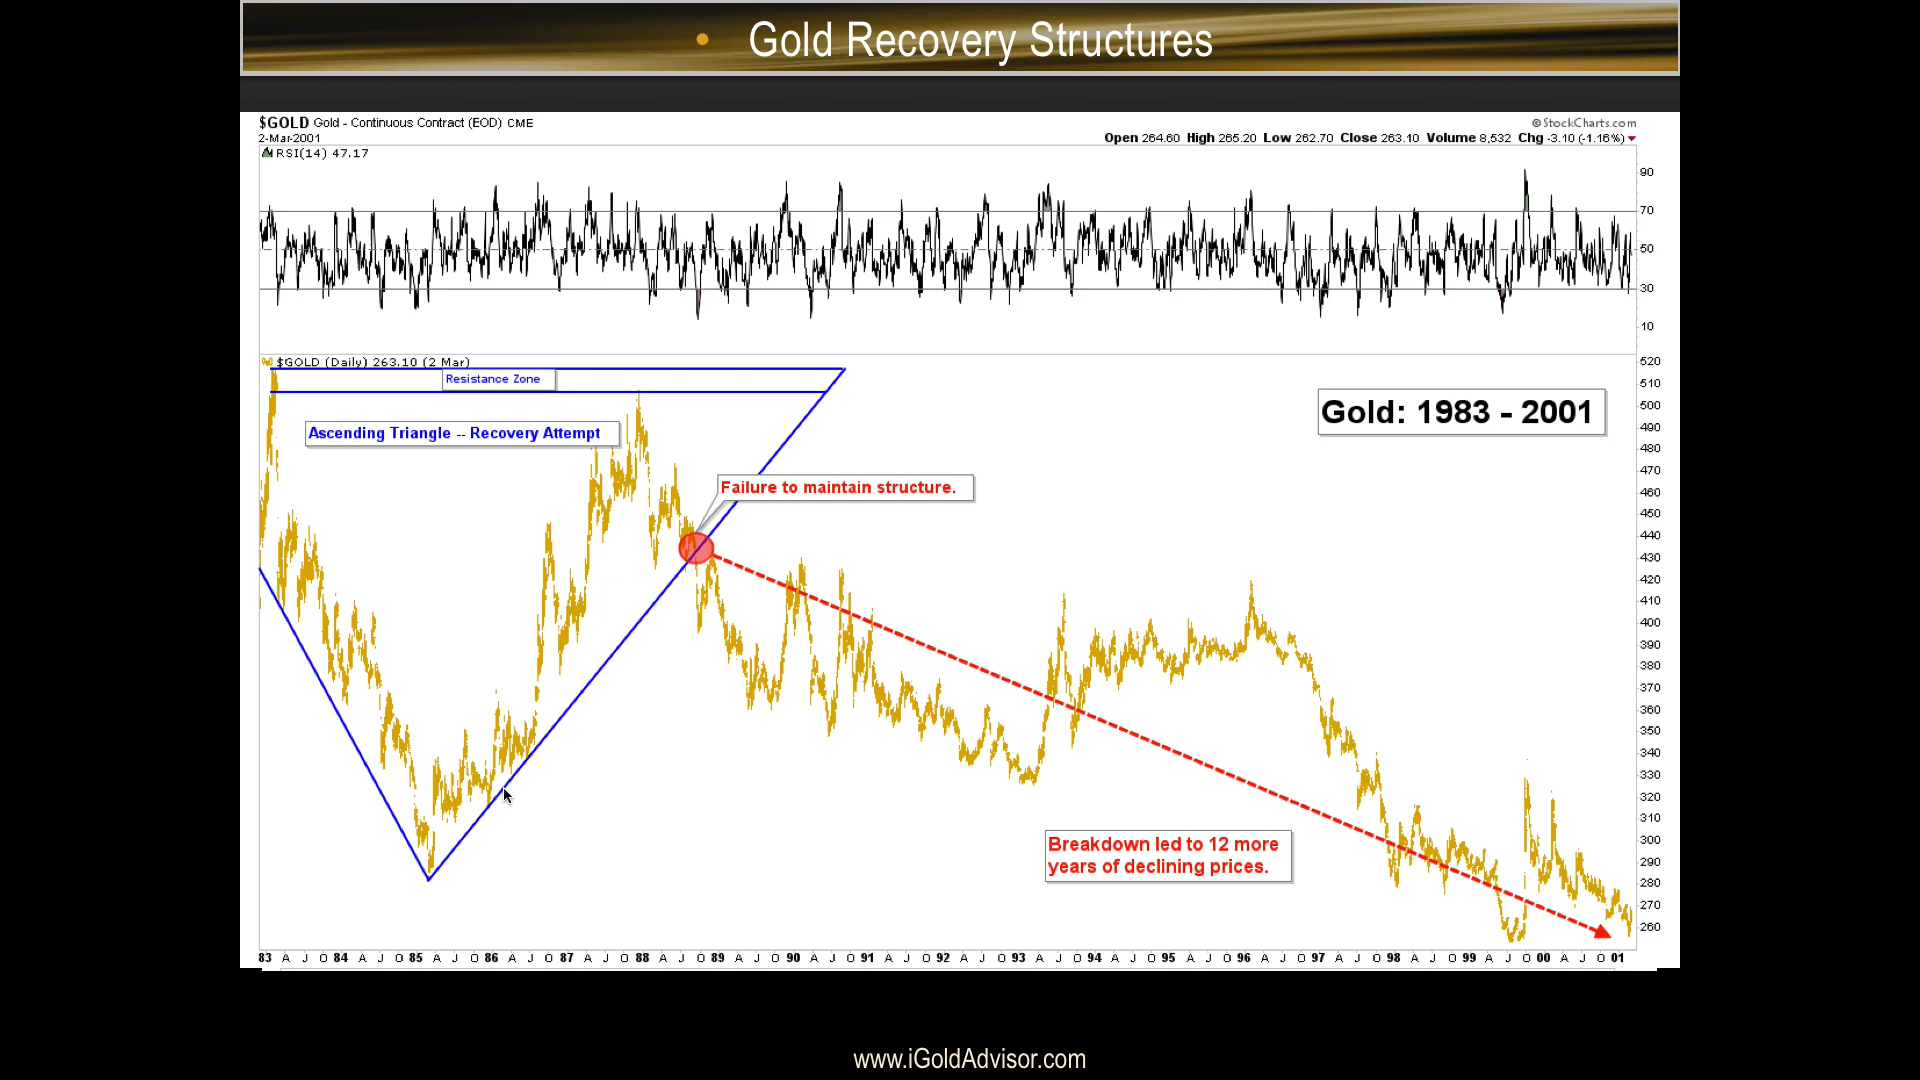 • Gold Recovery Structures
$GOLD Gold - Continuous Contract (EOD) CME
© StockCharts.com
2-Mar-2001
Open 264.60 High 265.20 Low 262.70 Close 263.10 Volume 8,532 Chg -3.10 (-1.16%)
RSI(14) 47.17
90
70
50
30
10
$GOLD (Daily) 263.10 (2 Mar)
Resistance Zone
Gold: 1983 - 2001
Ascending Triangle -- Recovery Attempt
Failure to maintain structure.
Breakdown led to 12 more
years of declining prices.
520
510
500
490
480
470
460
450
440
430
420
410
400
390
380
370
360
350
340
330
320
310
300
290
280
270
260
83 A J O 84 A J O 85 A J O 86 A J O 87 A J O 88 A J O 89 A J O 90 A J O 91 A J O 92 A J O 93 A J O 94 A J O 95 A J O 96 A J O 97 A J O 98 A J O 99 A J O 00 A J O 01
www.iGoldAdvisor.com